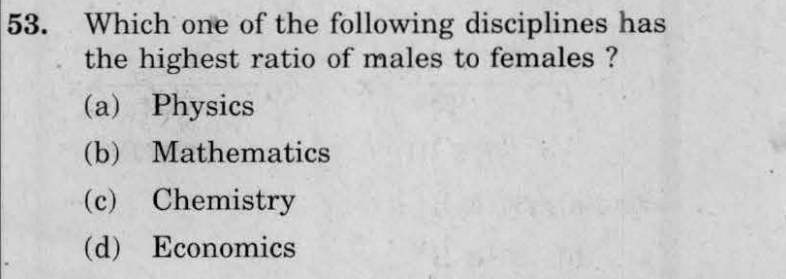 53. Which one of the following disciplines has
the highest ratio of males to females ?
(a) Physics
(b) Mathematics
(c) Chemistry
(d) Economics